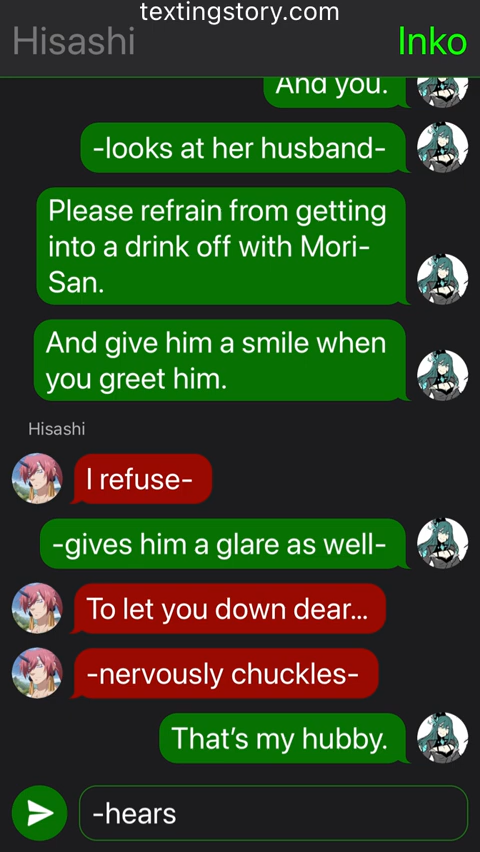 textingstory.com
Hisashi
Inko
And you.
-looks at her husband-
Please refrain from getting
into a drink off with Mori-
San.
And give him a smile when
you greet him.
Hisashi
I refuse-
-gives him a glare as well-
To let you down dear...
-nervously chuckles-
That’s my hubby.
-hears